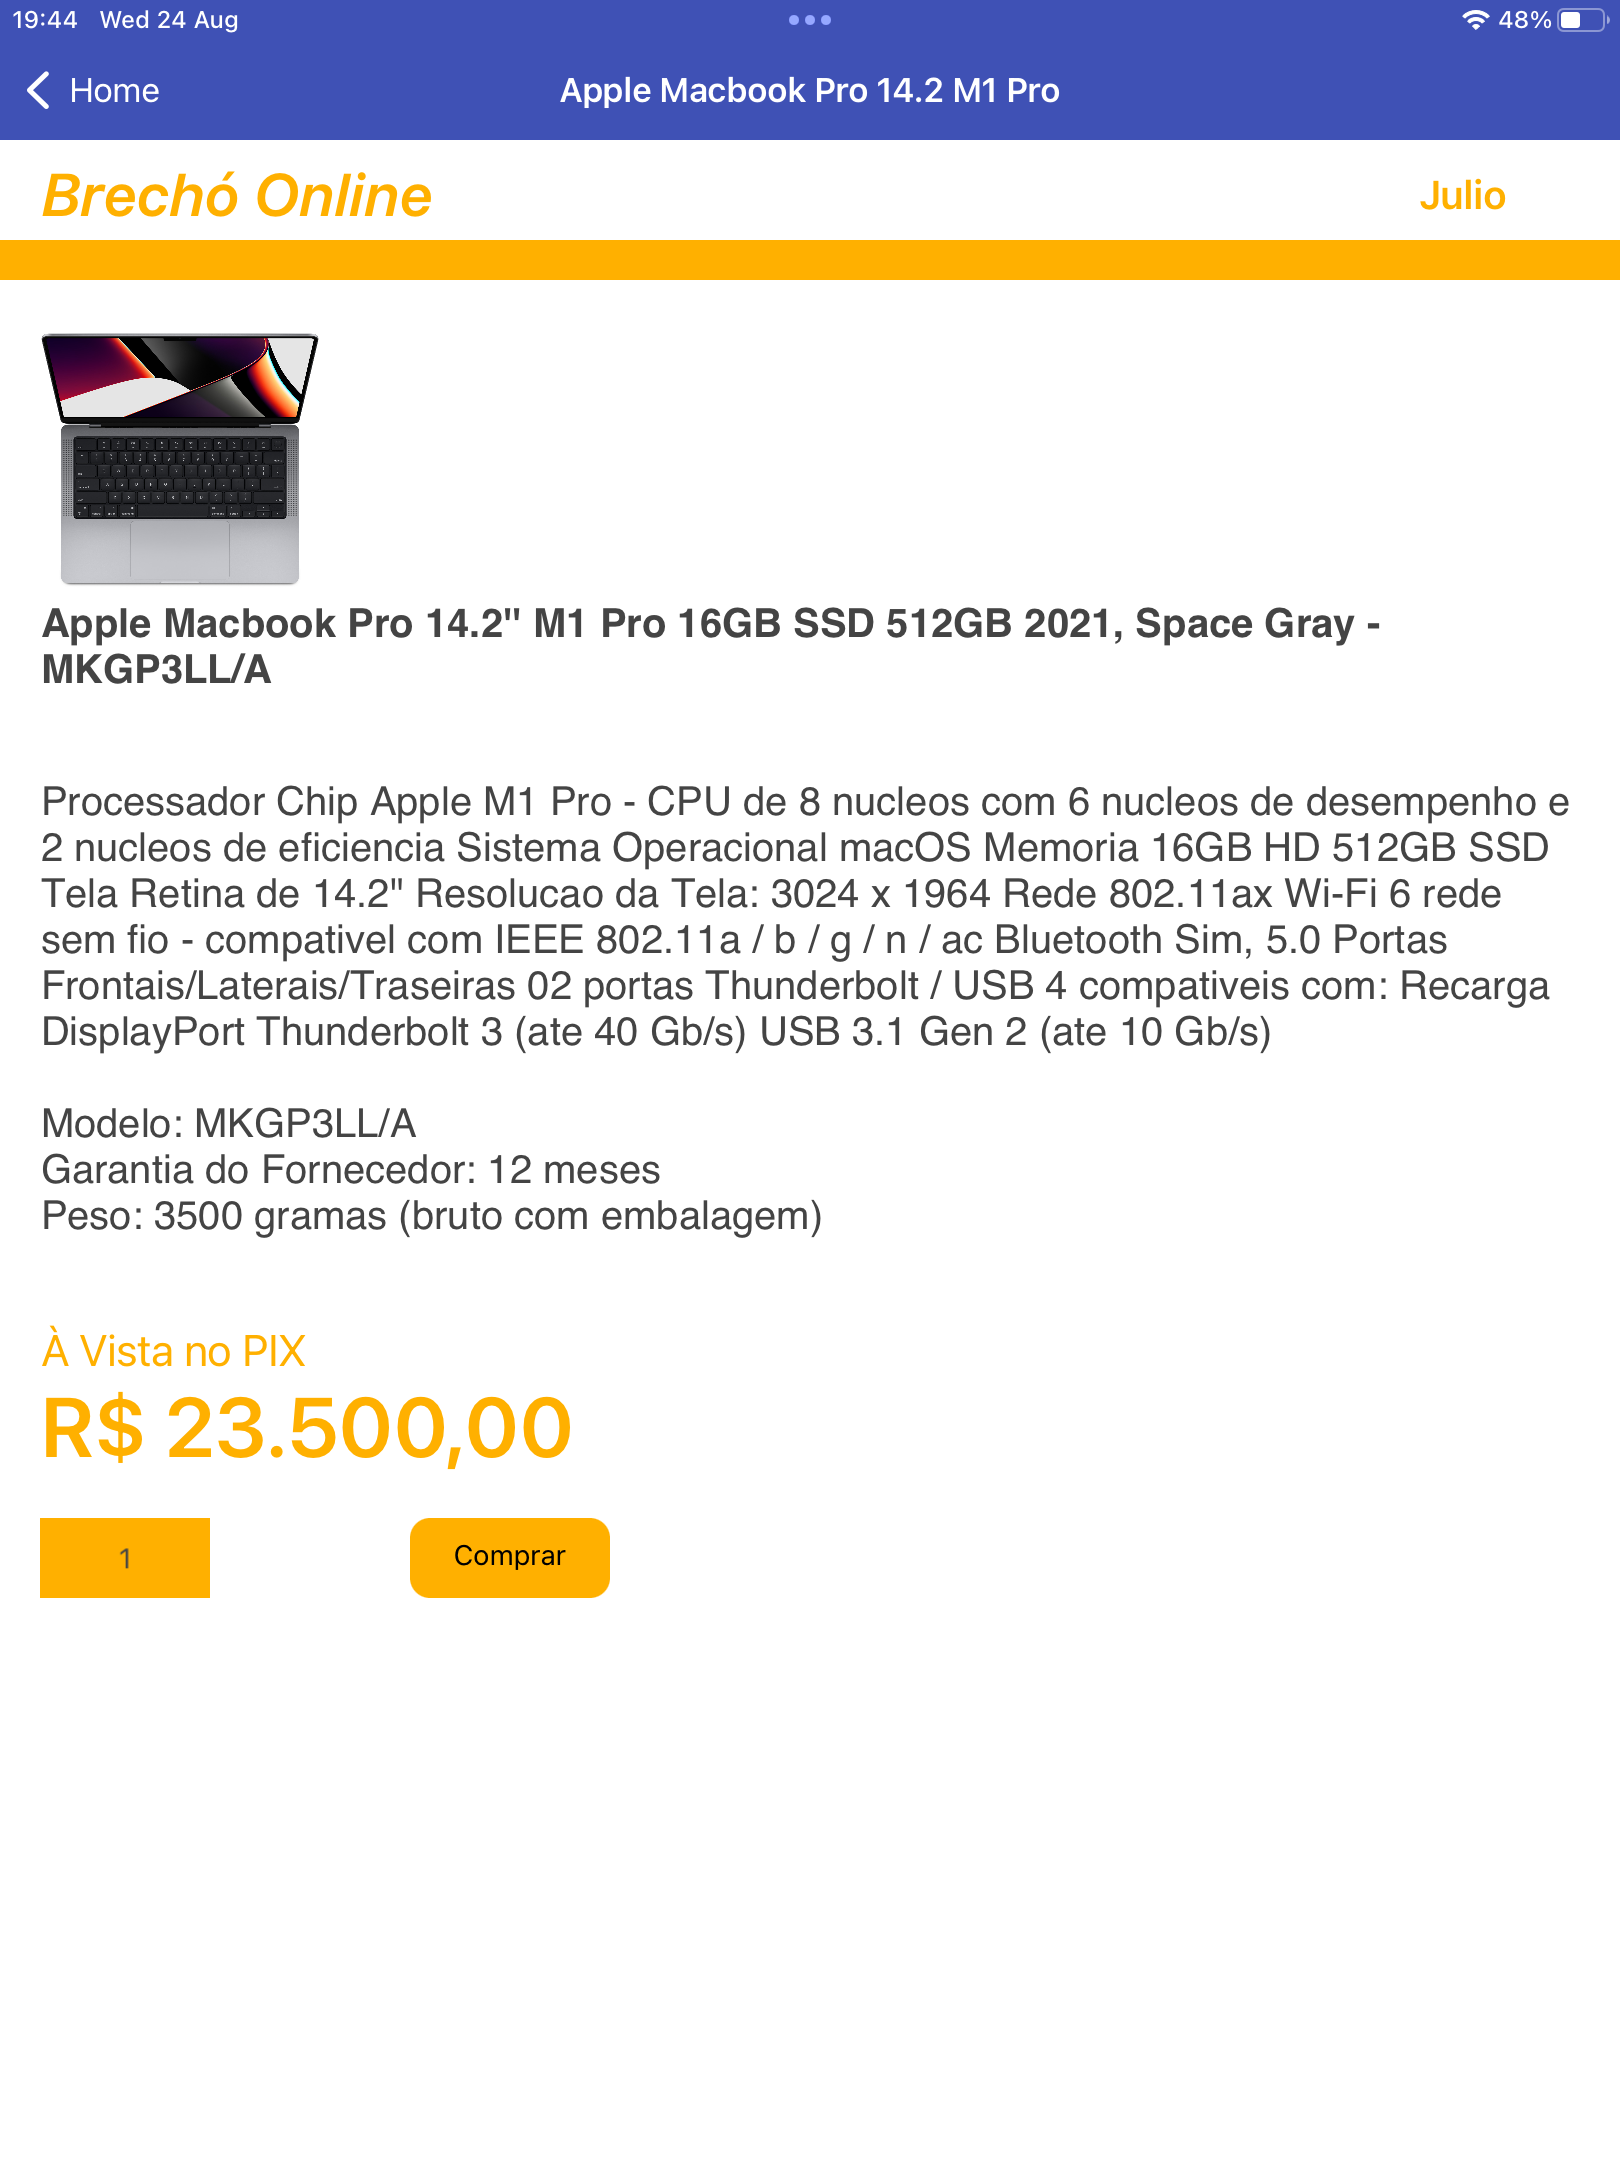 19:44 Wed 24 Aug
48%
Home
Apple Macbook Pro 14.2 M1 Pro
Brechó Online
Julio
Apple Macbook Pro 14.2" M1 Pro 16GB SSD 512GB 2021, Space Gray -
MKGP3LL/A
Processador Chip Apple M1 Pro - CPU de 8 nucleos com 6 nucleos de desempenho e
2 nucleos de eficiencia Sistema Operacional macOS Memoria 16GB HD 512GB SSD
Tela Retina de 14.2" Resolucao da Tela: 3024 x 1964 Rede 802.11ax Wi-Fi 6 rede
sem fio - compativel com IEEE 802.11a / b / g / n / ac Bluetooth Sim, 5.0 Portas
Frontais/Laterais/Traseiras 02 portas Thunderbolt / USB 4 compativeis com: Recarga
DisplayPort Thunderbolt 3 (ate 40 Gb/s) USB 3.1 Gen 2 (ate 10 Gb/s)
Modelo: MKGP3LL/A
Garantia do Fornecedor: 12 meses
Peso: 3500 gramas (bruto com embalagem)
À Vista no PIX
R$ 23.500,00
1
Comprar